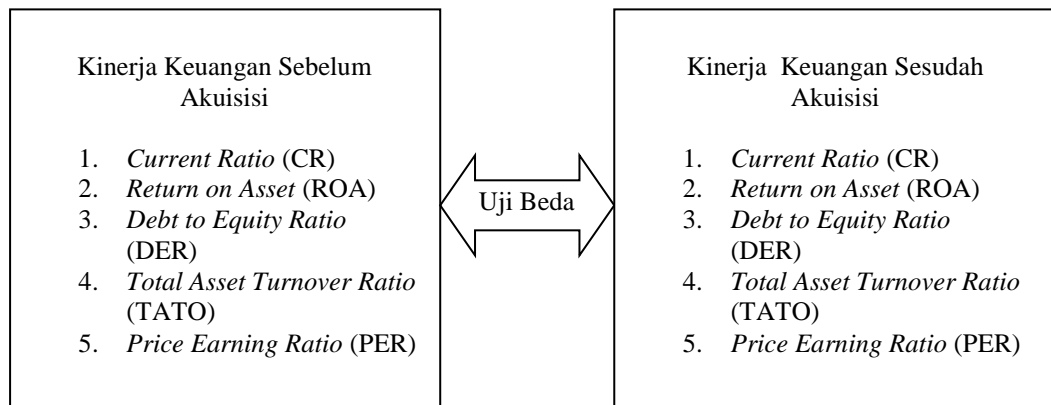 Kinerja Keuangan Sebelum
Akuisisi
1. Current Ratio (CR)
2. Return on Asset (ROA)
3. Debt to Equity Ratio
(DER)
4. Total Asset Turnover Ratio
(TATO)
5. Price Earning Ratio (PER)
Uji Beda
Kinerja Keuangan Sesudah
Akuisisi
1. Current Ratio (CR)
2. Return on Asset (ROA)
3. Debt to Equity Ratio
(DER)
4. Total Asset Turnover Ratio
(TATO)
5. Price Earning Ratio (PER)